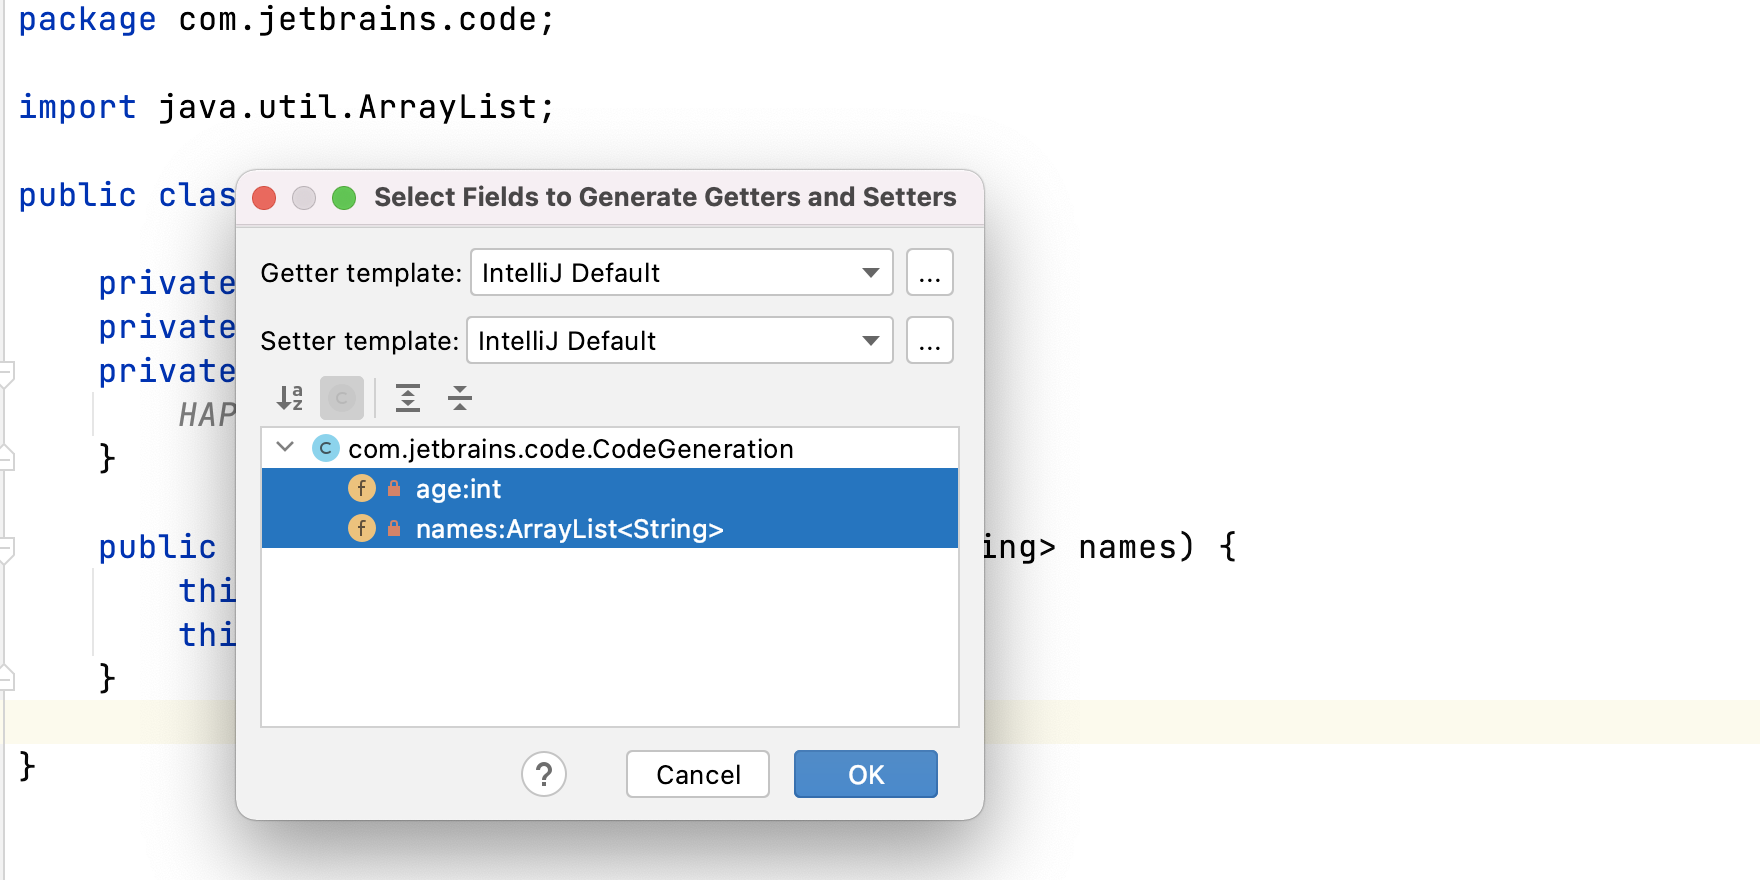 package com.jetbrains.code;
import java.util.ArrayList;
public clas
Select Fields to Generate Getters and Setters
private
Getter template: IntelliJ Default ...
private
Setter template: IntelliJ Default ...
private
HAP
}
com.jetbrains.code.CodeGeneration
age:int
names:ArrayList<String>
public ing> names) {
thi
thi
}
}
? Cancel OK